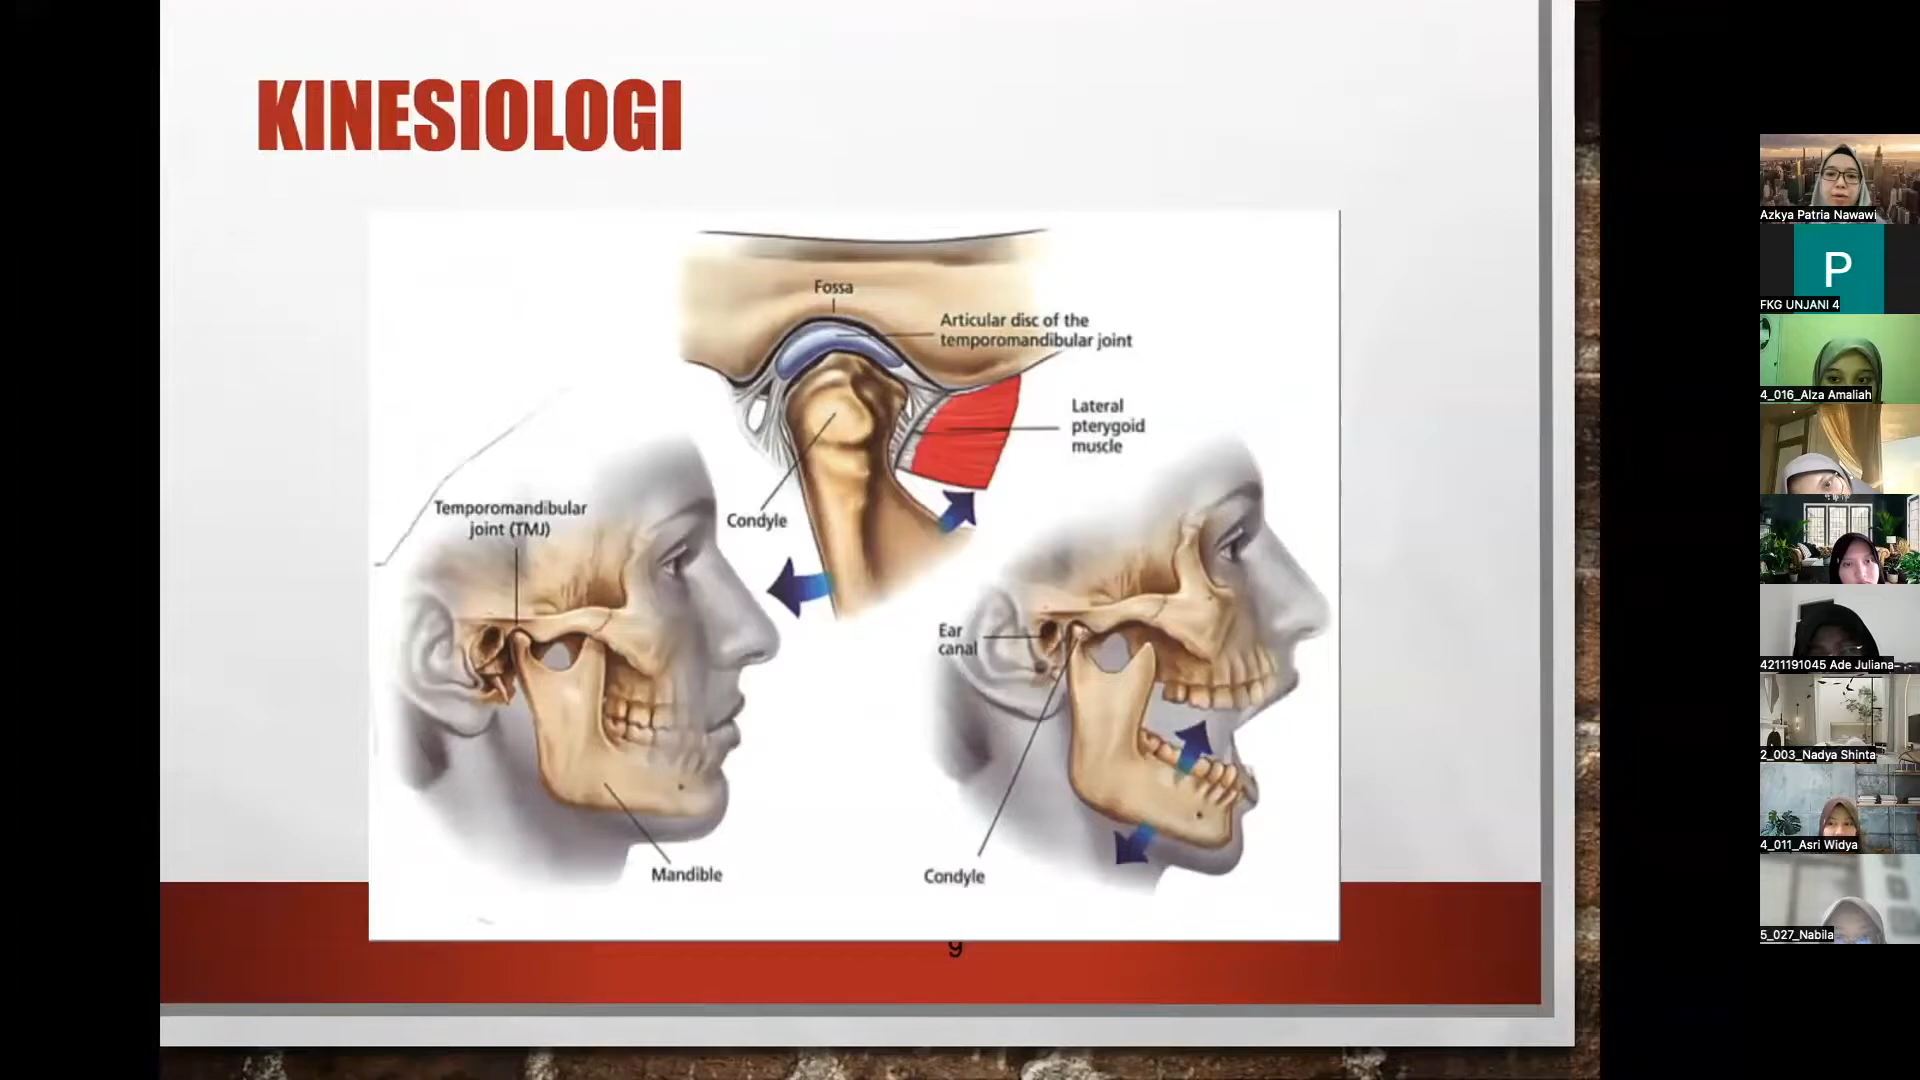 KINESIOLOGI
Fossa
Articular disc of the
temporomandibular joint
Lateral
pterygoid
muscle
Condyle
Temporomandibular
joint (TMJ)
Ear
canal
Mandible
Condyle
9
Azkya Patria Nawawi
P
FKG UNJANI 4
4_016_Alza Amaliah
4211191045 Ade Juliana
2_003_Nadya Shinta
4_011_Asri Widya
5_027_Nabila